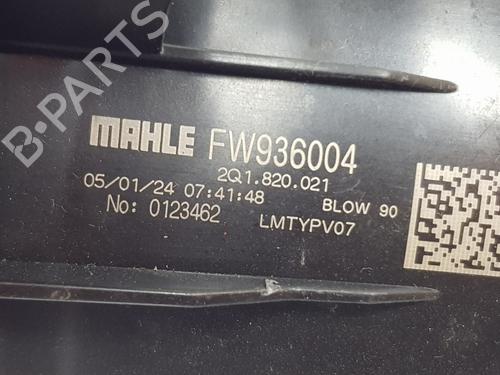 B-PARTS
MAHLE FW936004
2Q1.820.021
05/01/24 07:41:48 BLOW 90
No: 0123462 LMTYPV07